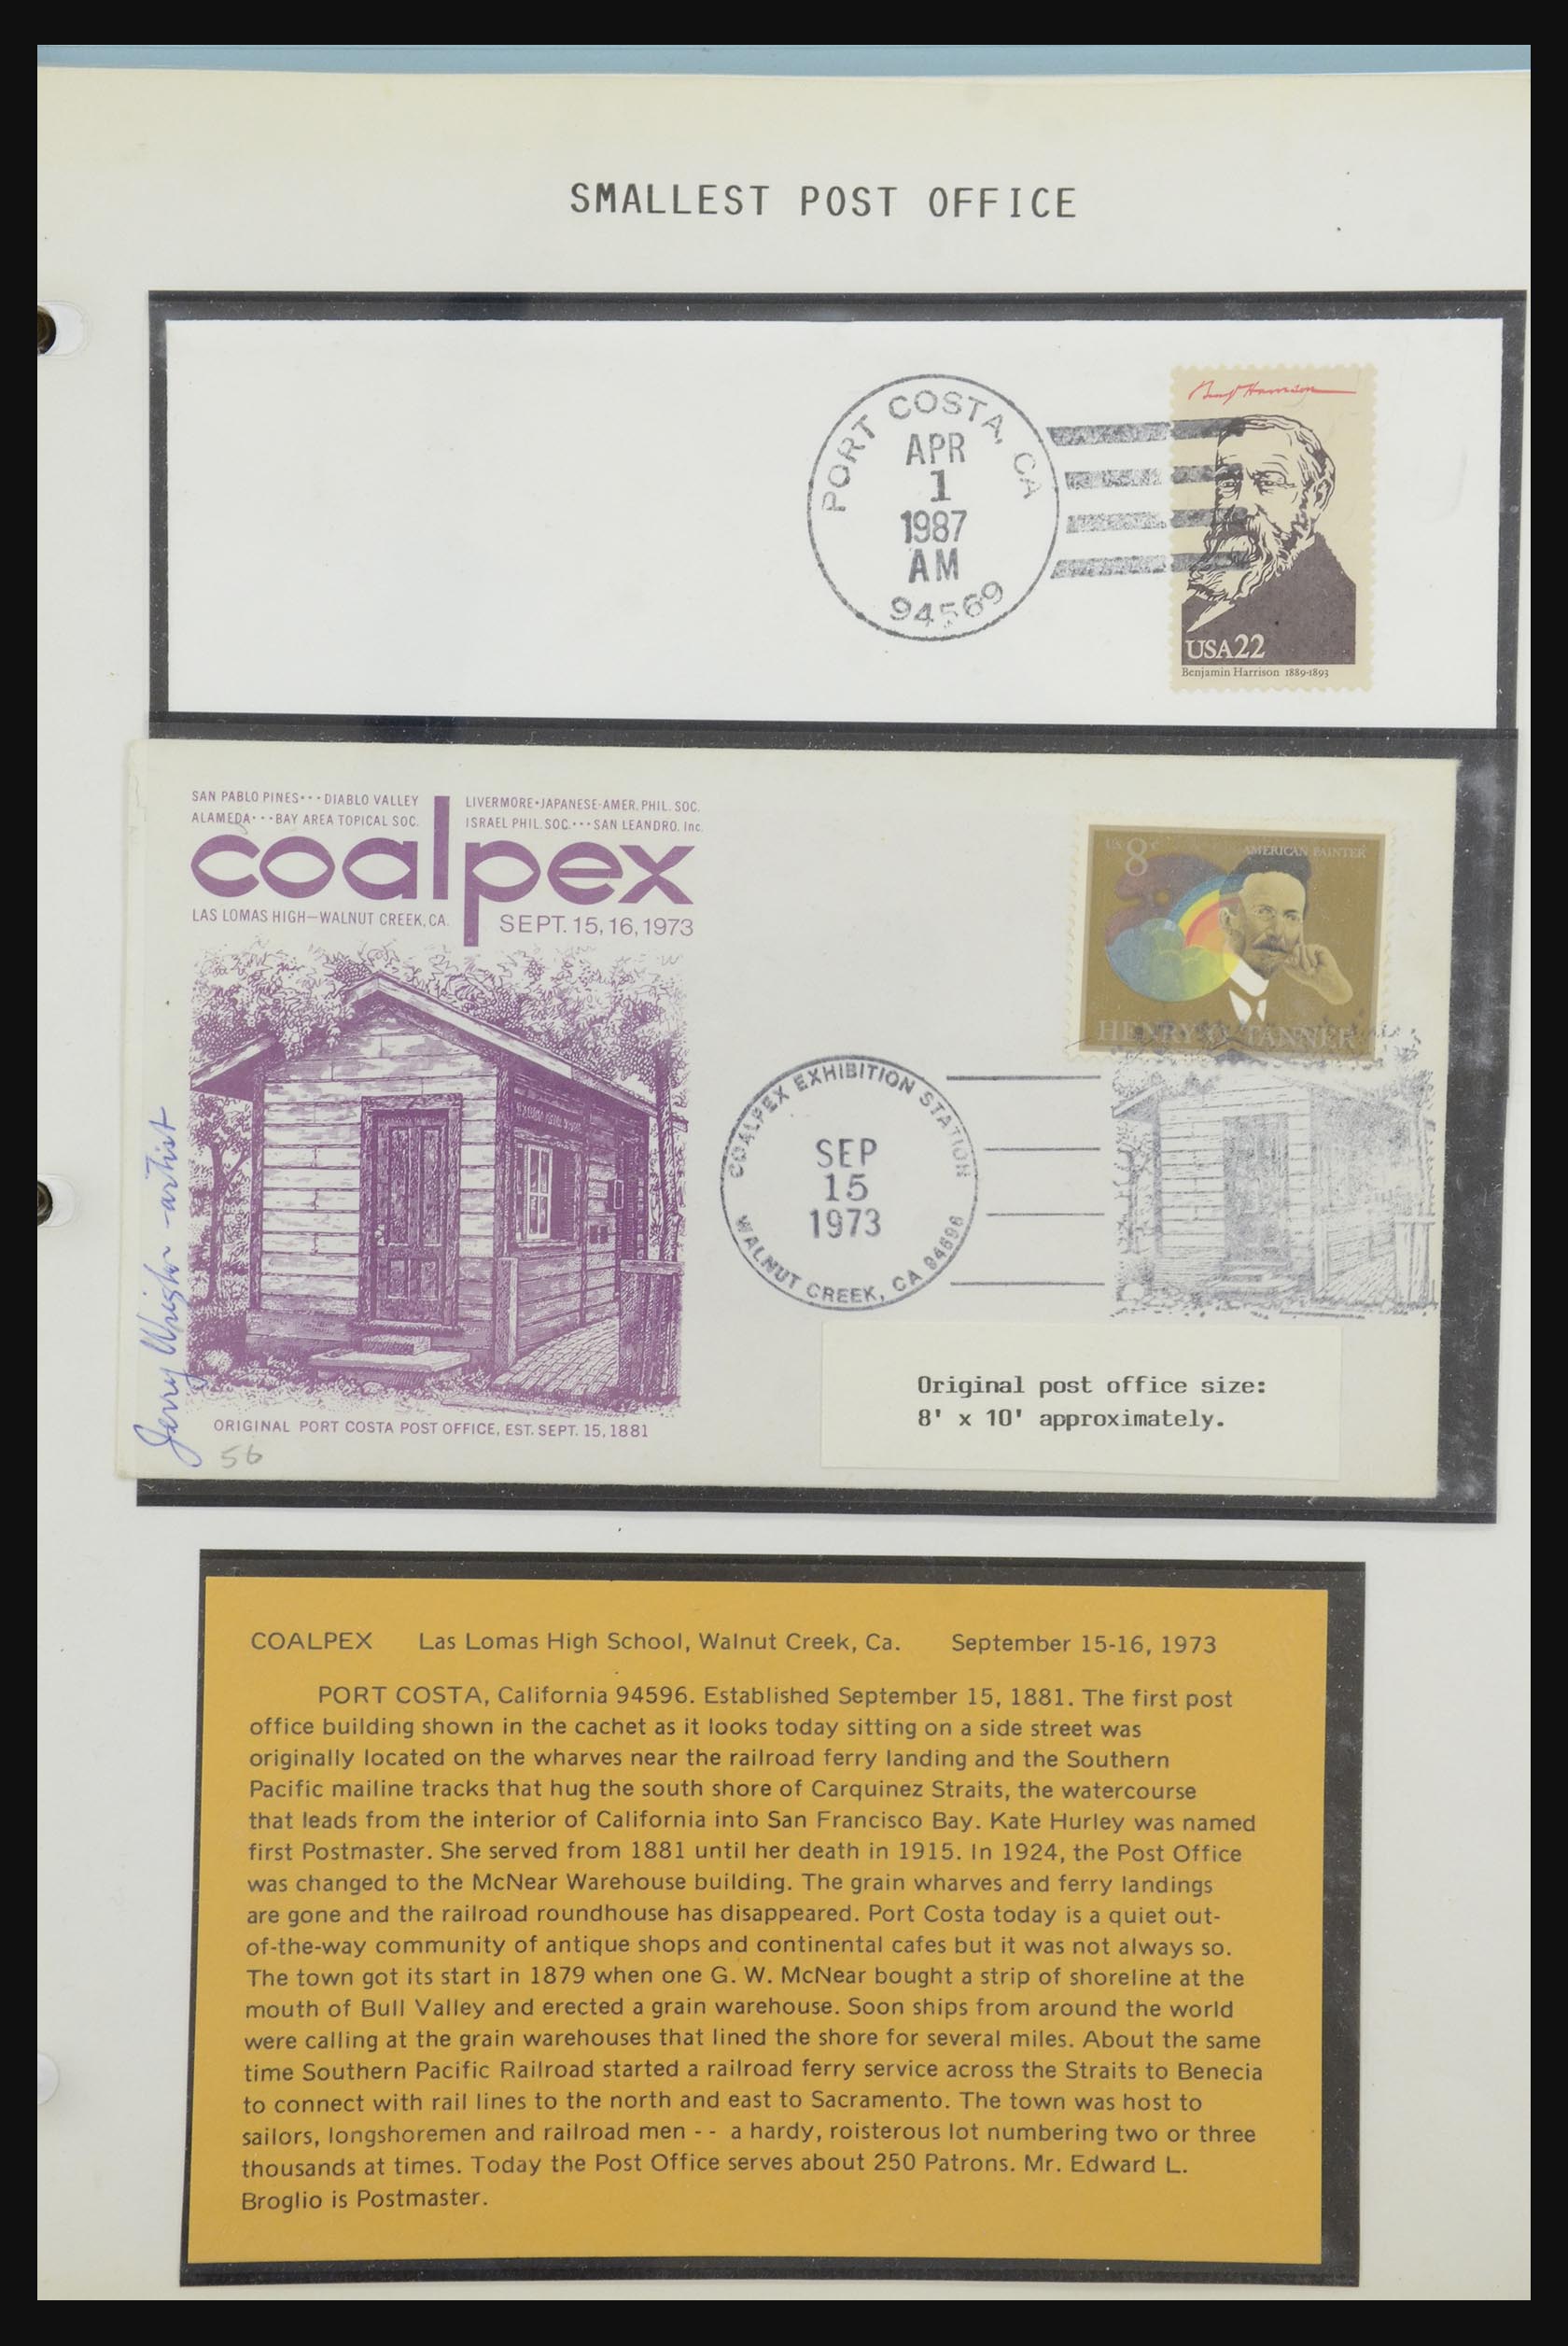 SMALLEST POST OFFICE
PORT COSTA, CA
APR
1
1987
AM
94569
Benj Harrison
USA22
Benjamin Harrison 1889-1893
SAN PABLO PINES···DIABLO VALLEY
ALAMEDA···BAY AREA TOPICAL SOC.
LIVERMORE•JAPANESE-AMER. PHIL. SOC.
ISRAEL PHIL. SOC.···SAN LEANDRO, Inc.
coalpex
LAS LOMAS HIGH—WALNUT CREEK, CA.
SEPT. 15, 16, 1973
US 8c
AMERICAN PAINTER
HENRY O. TANNER
COALPEX EXHIBITION STATION
SEP
15
1973
WALNUT CREEK, CA 94596
Jerry Wright - artist
ORIGINAL PORT COSTA POST OFFICE, EST. SEPT. 15, 1881
56
Original post office size:
8' x 10' approximately.
COALPEX Las Lomas High School, Walnut Creek, Ca. September 15-16, 1973
PORT COSTA, California 94596. Established September 15, 1881. The first post
office building shown in the cachet as it looks today sitting on a side street was
originally located on the wharves near the railroad ferry landing and the Southern
Pacific mailine tracks that hug the south shore of Carquinez Straits, the watercourse
that leads from the interior of California into San Francisco Bay. Kate Hurley was named
first Postmaster. She served from 1881 until her death in 1915. In 1924, the Post Office
was changed to the McNear Warehouse building. The grain wharves and ferry landings
are gone and the railroad roundhouse has disappeared. Port Costa today is a quiet out-
of-the-way community of antique shops and continental cafes but it was not always so.
The town got its start in 1879 when one G. W. McNear bought a strip of shoreline at the
mouth of Bull Valley and erected a grain warehouse. Soon ships from around the world
were calling at the grain warehouses that lined the shore for several miles. About the same
time Southern Pacific Railroad started a railroad ferry service across the Straits to Benecia
to connect with rail lines to the north and east to Sacramento. The town was host to
sailors, longshoremen and railroad men -- a hardy, roisterous lot numbering two or three
thousands at times. Today the Post Office serves about 250 Patrons. Mr. Edward L.
Broglio is Postmaster.